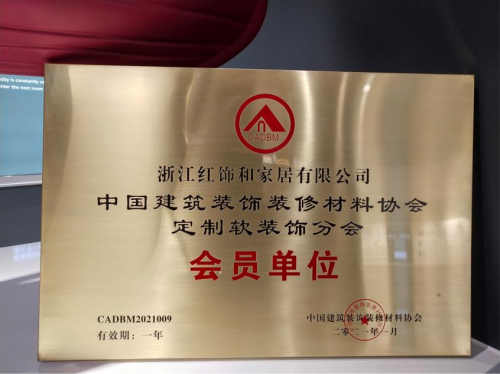 CADBM
浙江红饰和家居有限公司
中国建筑装饰装修材料协会
定制软装饰分会
会员单位
CADBM2021009
有效期：一年
中国建筑装饰装修材料协会
二〇二一年一月